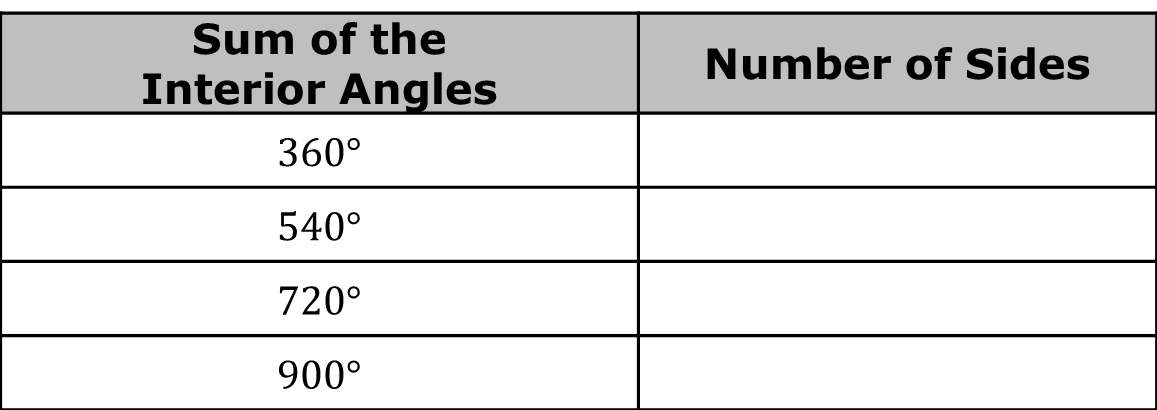 Sum of the
Interior Angles
Number of Sides
360°
540°
720°
900°